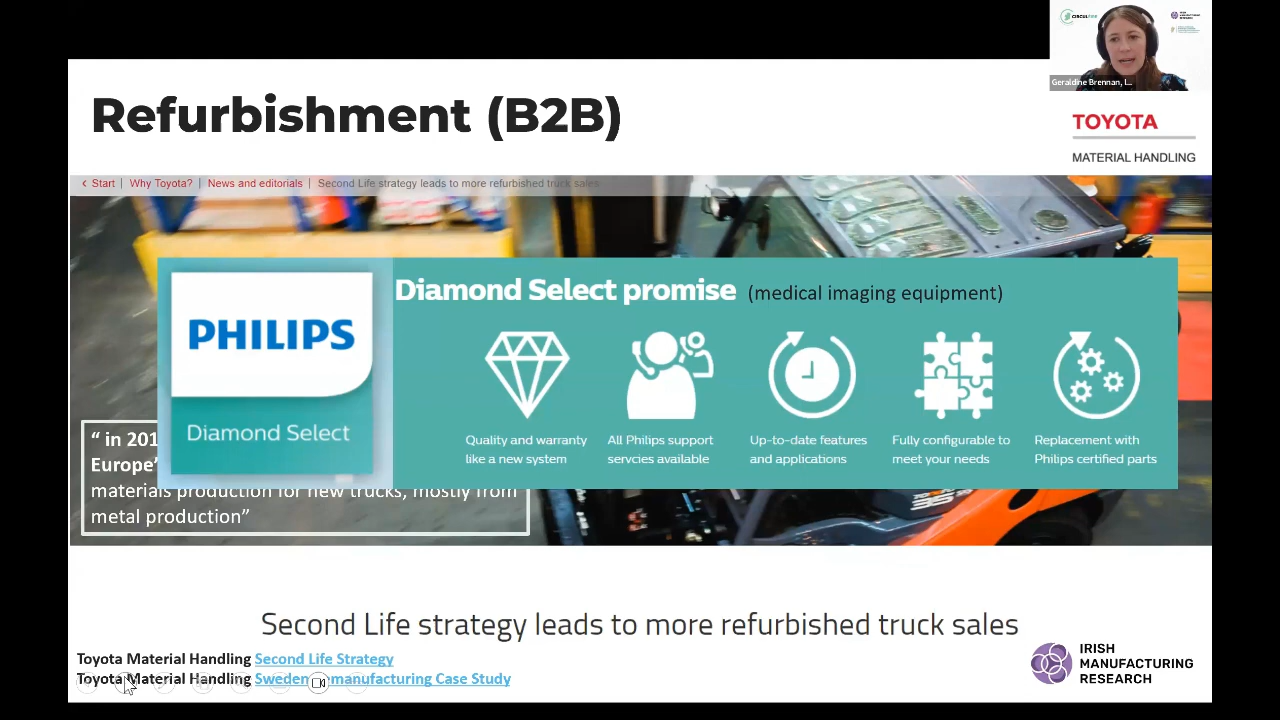 CIRCULÉIRE
IRISH MANUFACTURING RESEARCH
Geraldine Brennan, I...
Refurbishment (B2B)
TOYOTA
MATERIAL HANDLING
< Start | Why Toyota? | News and editorials | Second Life strategy leads to more refurbished truck sales
PHILIPS
Diamond Select
Diamond Select promise (medical imaging equipment)
Quality and warranty
like a new system
All Philips support
servcies available
Up-to-date features
and applications
Fully configurable to
meet your needs
Replacement with
Philips certified parts
“ in 201
Europe”
materials production for new trucks, mostly from
metal production”
Second Life strategy leads to more refurbished truck sales
Toyota Material Handling Second Life Strategy
Toyota Material Handling Sweden manufacturing Case Study
IRISH
MANUFACTURING
RESEARCH